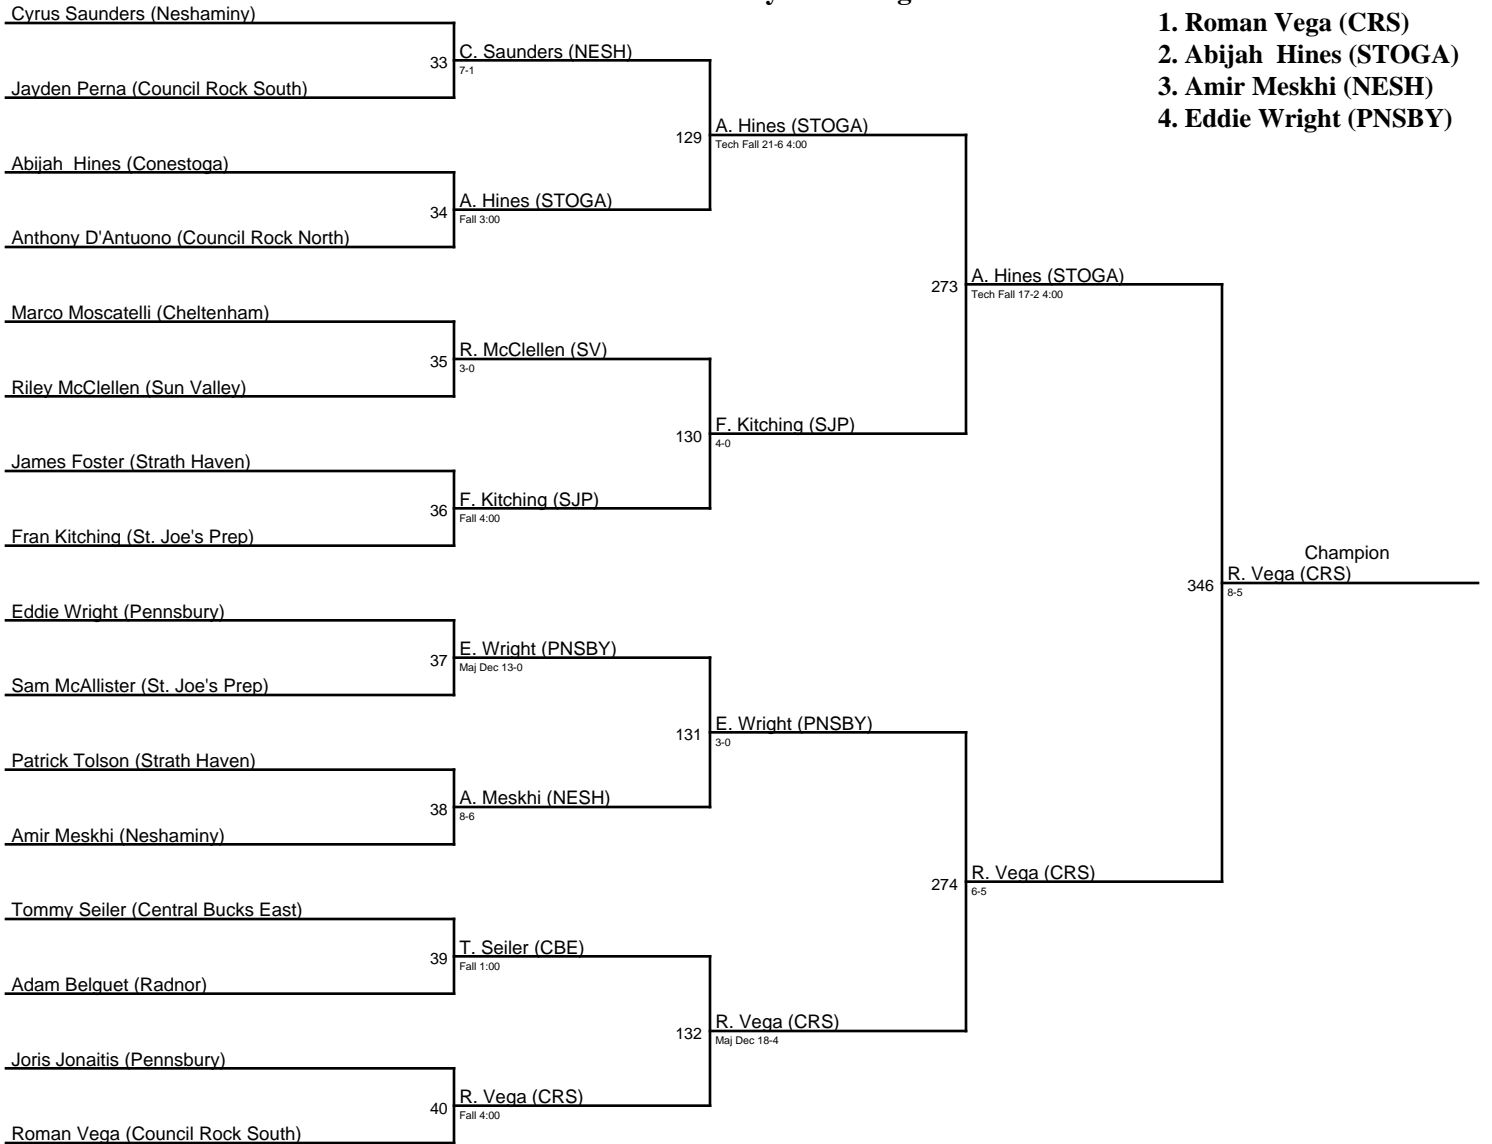 1. Roman Vega (CRS)
2. Abijah  Hines (STOGA)
3. Amir Meskhi (NESH)
4. Eddie Wright (PNSBY)
Cyrus Saunders (Neshaminy)
33
C. Saunders (NESH)
7-1
Jayden Perna (Council Rock South)
129
A. Hines (STOGA)
Tech Fall 21-6 4:00
Abijah  Hines (Conestoga)
34
A. Hines (STOGA)
Fall 3:00
Anthony D'Antuono (Council Rock North)
273
A. Hines (STOGA)
Tech Fall 17-2 4:00
Marco Moscatelli (Cheltenham)
35
R. McClellen (SV)
3-0
Riley McClellen (Sun Valley)
130
F. Kitching (SJP)
4-0
James Foster (Strath Haven)
36
F. Kitching (SJP)
Fall 4:00
Fran Kitching (St. Joe's Prep)
Champion
346
R. Vega (CRS)
8-5
Eddie Wright (Pennsbury)
37
E. Wright (PNSBY)
Maj Dec 13-0
Sam McAllister (St. Joe's Prep)
131
E. Wright (PNSBY)
3-0
Patrick Tolson (Strath Haven)
38
A. Meskhi (NESH)
8-6
Amir Meskhi (Neshaminy)
274
R. Vega (CRS)
6-5
Tommy Seiler (Central Bucks East)
39
T. Seiler (CBE)
Fall 1:00
Adam Belguet (Radnor)
132
R. Vega (CRS)
Maj Dec 18-4
Joris Jonaitis (Pennsbury)
40
R. Vega (CRS)
Fall 4:00
Roman Vega (Council Rock South)